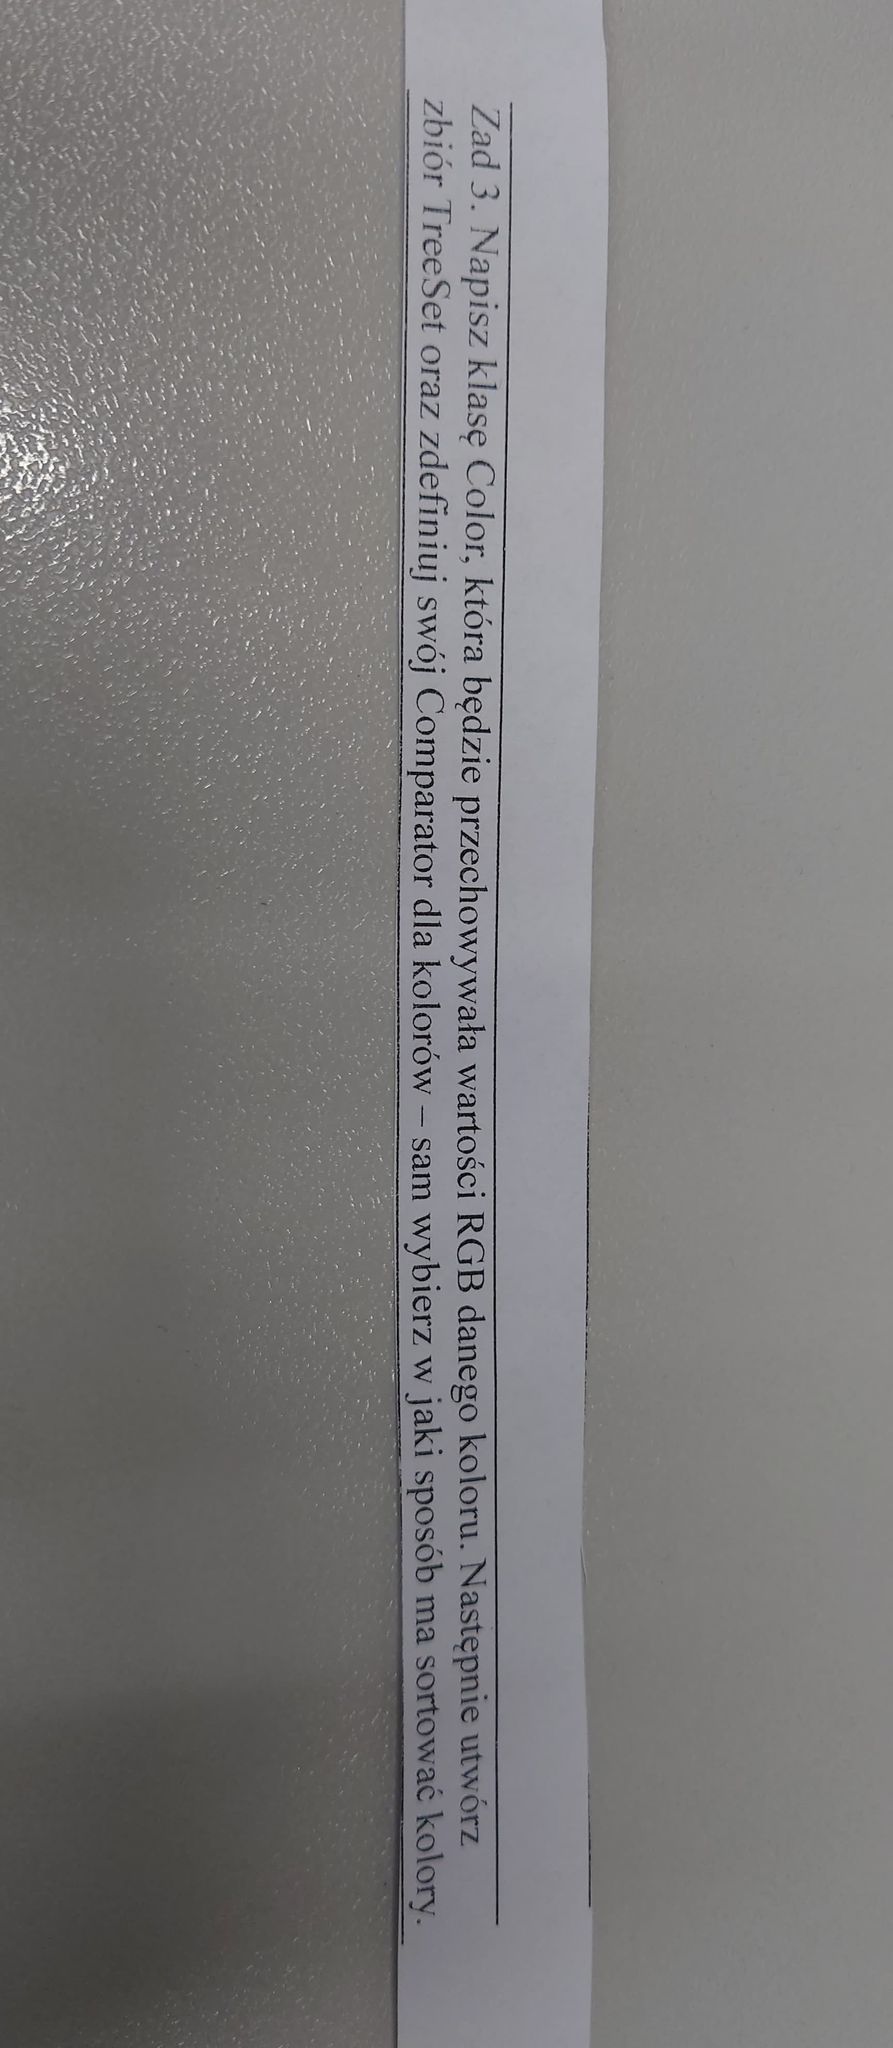 Zad 3. Napisz klasę Color, która będzie przechowywała wartości RGB danego koloru. Następnie utwórz
zbiór TreeSet oraz zdefiniuj swój Comparator dla kolorów – sam wybierz w jaki sposób ma sortować kolory.